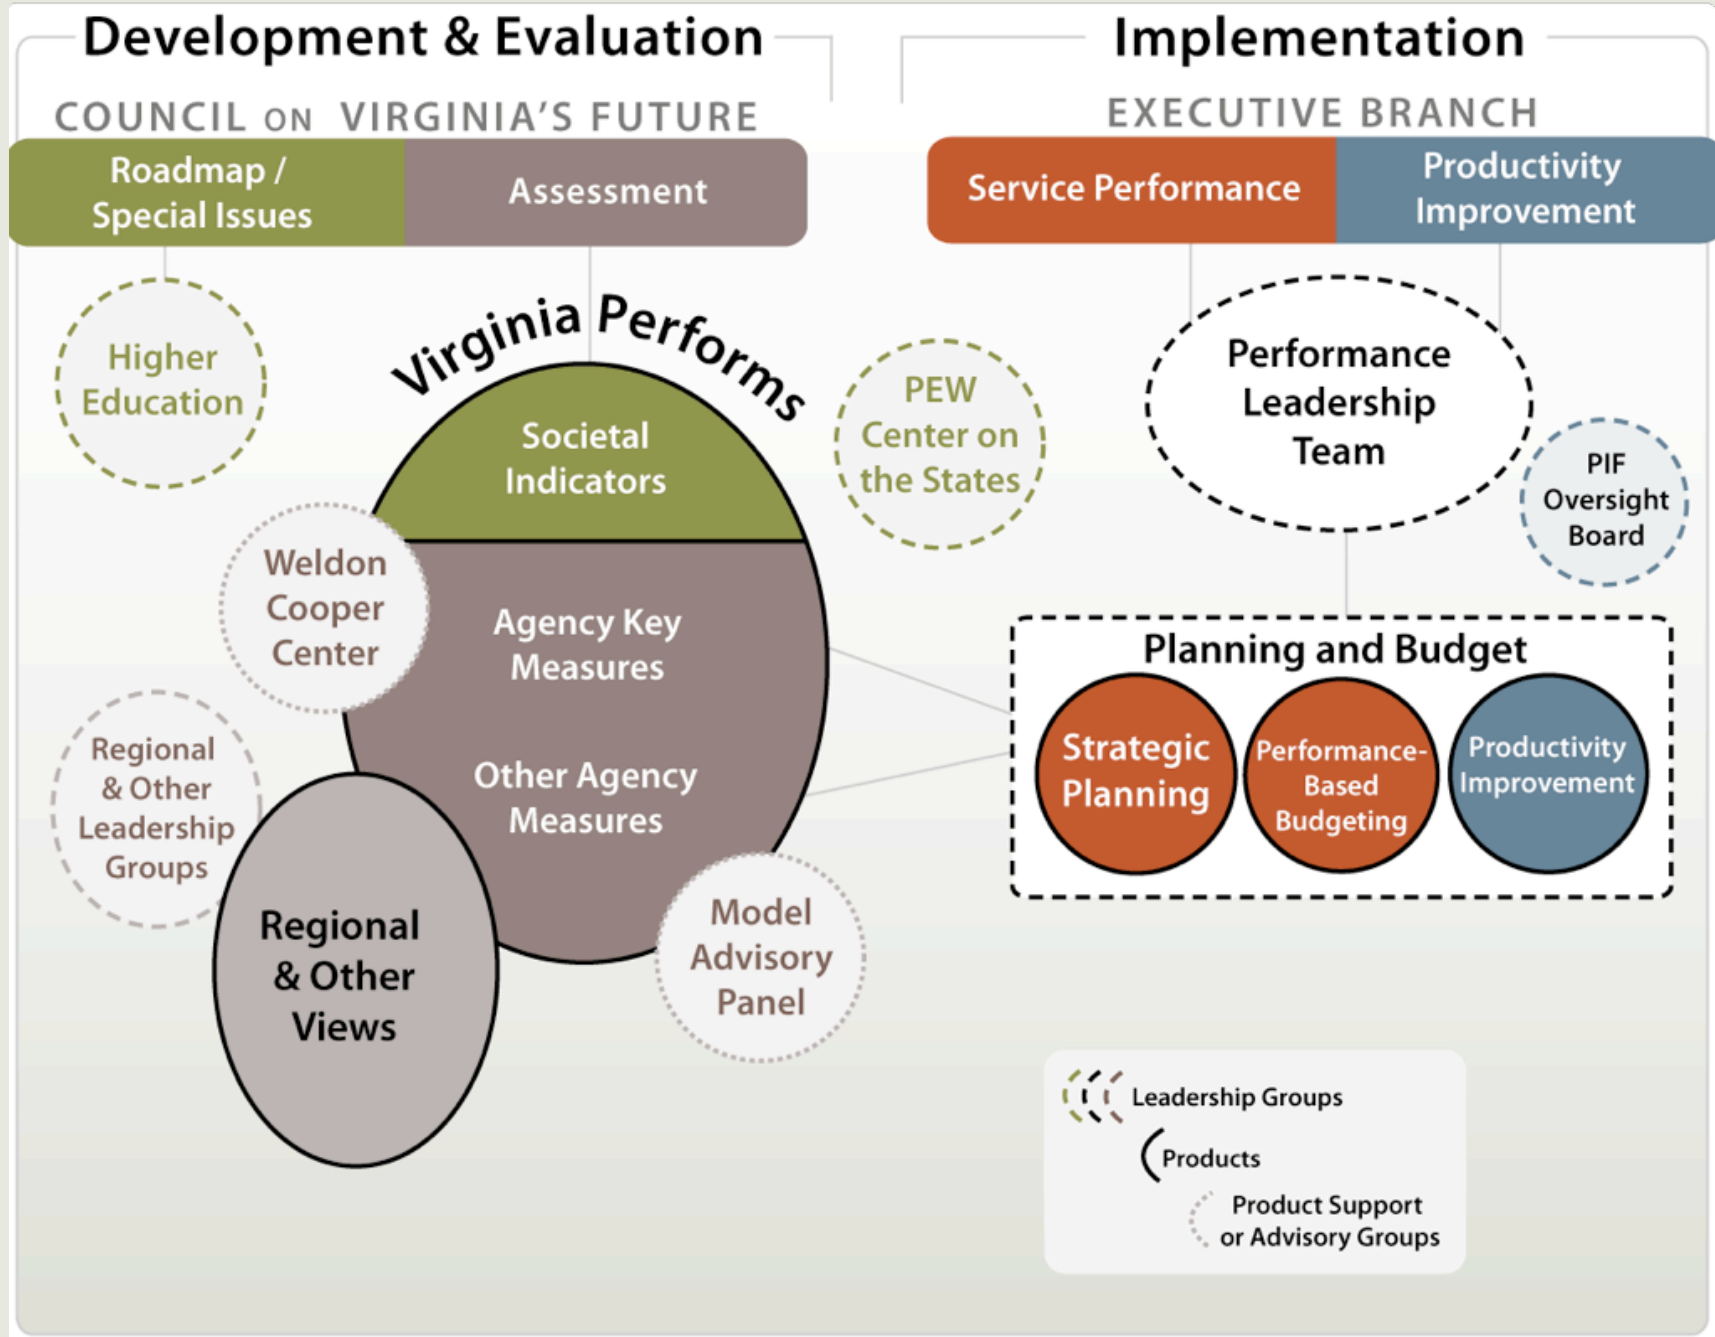 Development & Evaluation
COUNCIL ON VIRGINIA'S FUTURE
Roadmap /
Special Issues
Assessment
Implementation
EXECUTIVE BRANCH
Service Performance
Productivity
Improvement
Higher
Education
Virginia Performs
Societal
Indicators
PEW
Center on
the States
Performance
Leadership
Team
PIF
Oversight
Board
Weldon
Cooper
Center
Agency Key
Measures
Other Agency
Measures
Regional
& Other
Leadership
Groups
Regional
& Other
Views
Model
Advisory
Panel
Planning and Budget
Strategic
Planning
Performance-
Based
Budgeting
Productivity
Improvement
Leadership Groups
Products
Product Support
or Advisory Groups